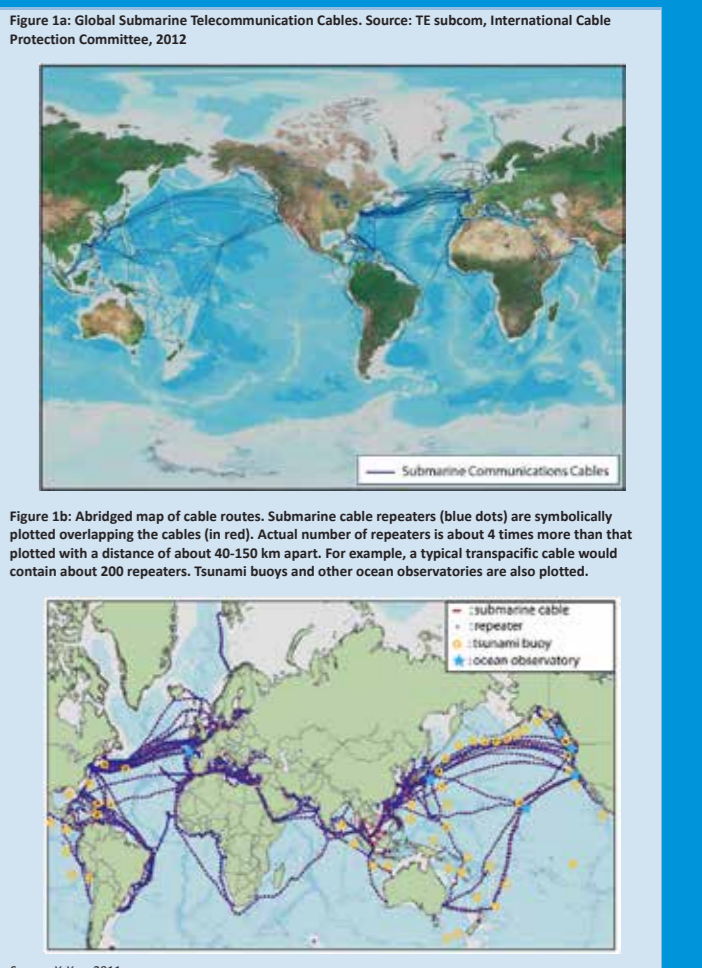 Figure 1a: Global Submarine Telecommunication Cables. Source: TE subcom, International Cable
Protection Committee, 2012
Submarine Communications Cables
Figure 1b: Abridged map of cable routes. Submarine cable repeaters (blue dots) are symbolically
plotted overlapping the cables (in red). Actual number of repeaters is about 4 times more than that
plotted with a distance of about 40-150 km apart. For example, a typical transpacific cable would
contain about 200 repeaters. Tsunami buoys and other ocean observatories are also plotted.
:submarine cable
:repeater
:tsunami buoy
:ocean observatory
2011